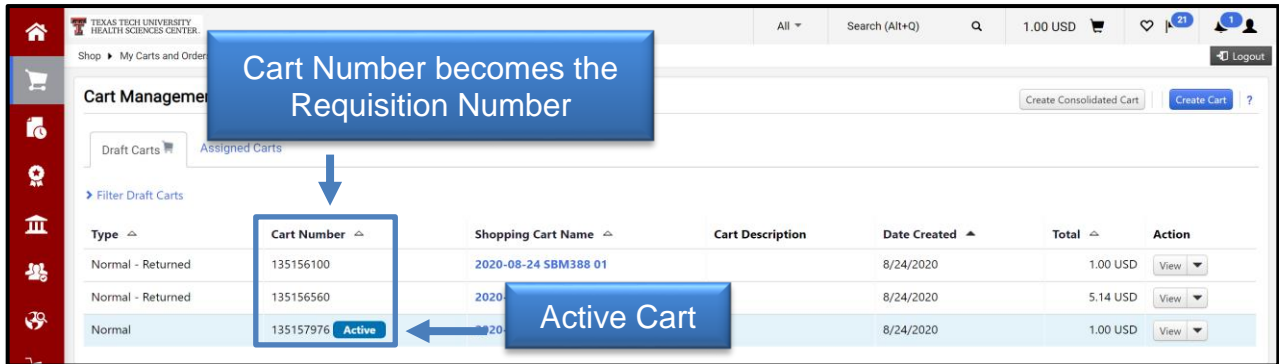 TEXAS TECH UNIVERSITY
HEALTH SCIENCES CENTER.
All Search (Alt+Q) 1.00 USD 21 1
Shop My Carts and Orders
Logout
Cart Number becomes the
Requisition Number
Create Consolidated Cart Create Cart ?
Draft Carts Assigned Carts
Filter Draft Carts
Type Cart Number Shopping Cart Name Cart Description Date Created Total Action
Normal - Returned 135156100 2020-08-24 SBM388 01 8/24/2020 1.00 USD View
Normal - Returned 135156560 8/24/2020 5.14 USD View
Normal 135157976 Active 8/24/2020 1.00 USD View
Active Cart